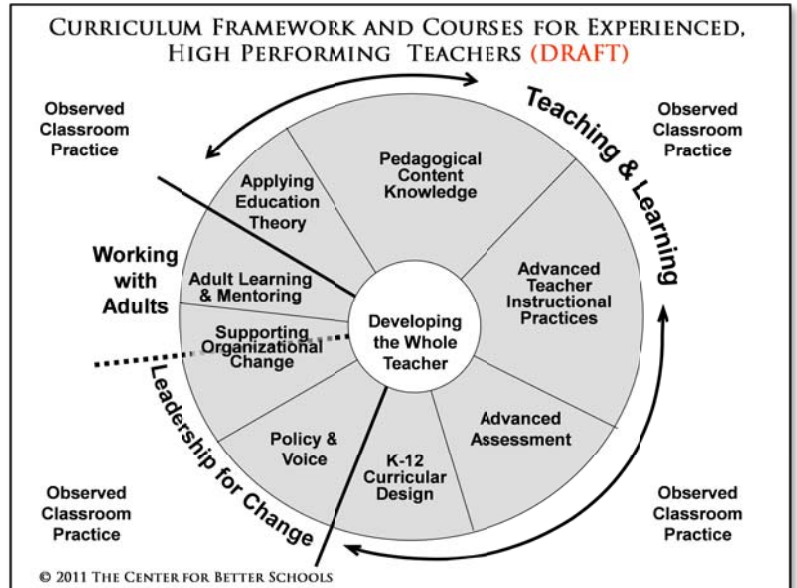 CURRICULUM FRAMEWORK AND COURSES FOR EXPERIENCED,
HIGH PERFORMING TEACHERS (DRAFT)
Observed
Classroom
Practice
Teaching & Learning
Observed
Classroom
Practice
Pedagogical
Content
Knowledge
Applying
Education
Theory
Working
with
Adults
Adult Learning
& Mentoring
Advanced
Teacher
Instructional
Practices
Developing
the Whole
Teacher
Supporting
Organizational
Change
Leadership for Change
Policy &
Voice
K-12
Curricular
Design
Advanced
Assessment
Observed
Classroom
Practice
Observed
Classroom
Practice
© 2011 THE CENTER FOR BETTER SCHOOLS